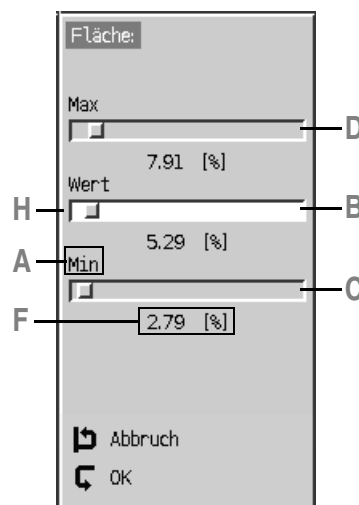 Fläche:
Max
D
7.91 [%]
Wert
H
B
5.29 [%]
A
Min
C
F
2.79 [%]
Abbruch
OK